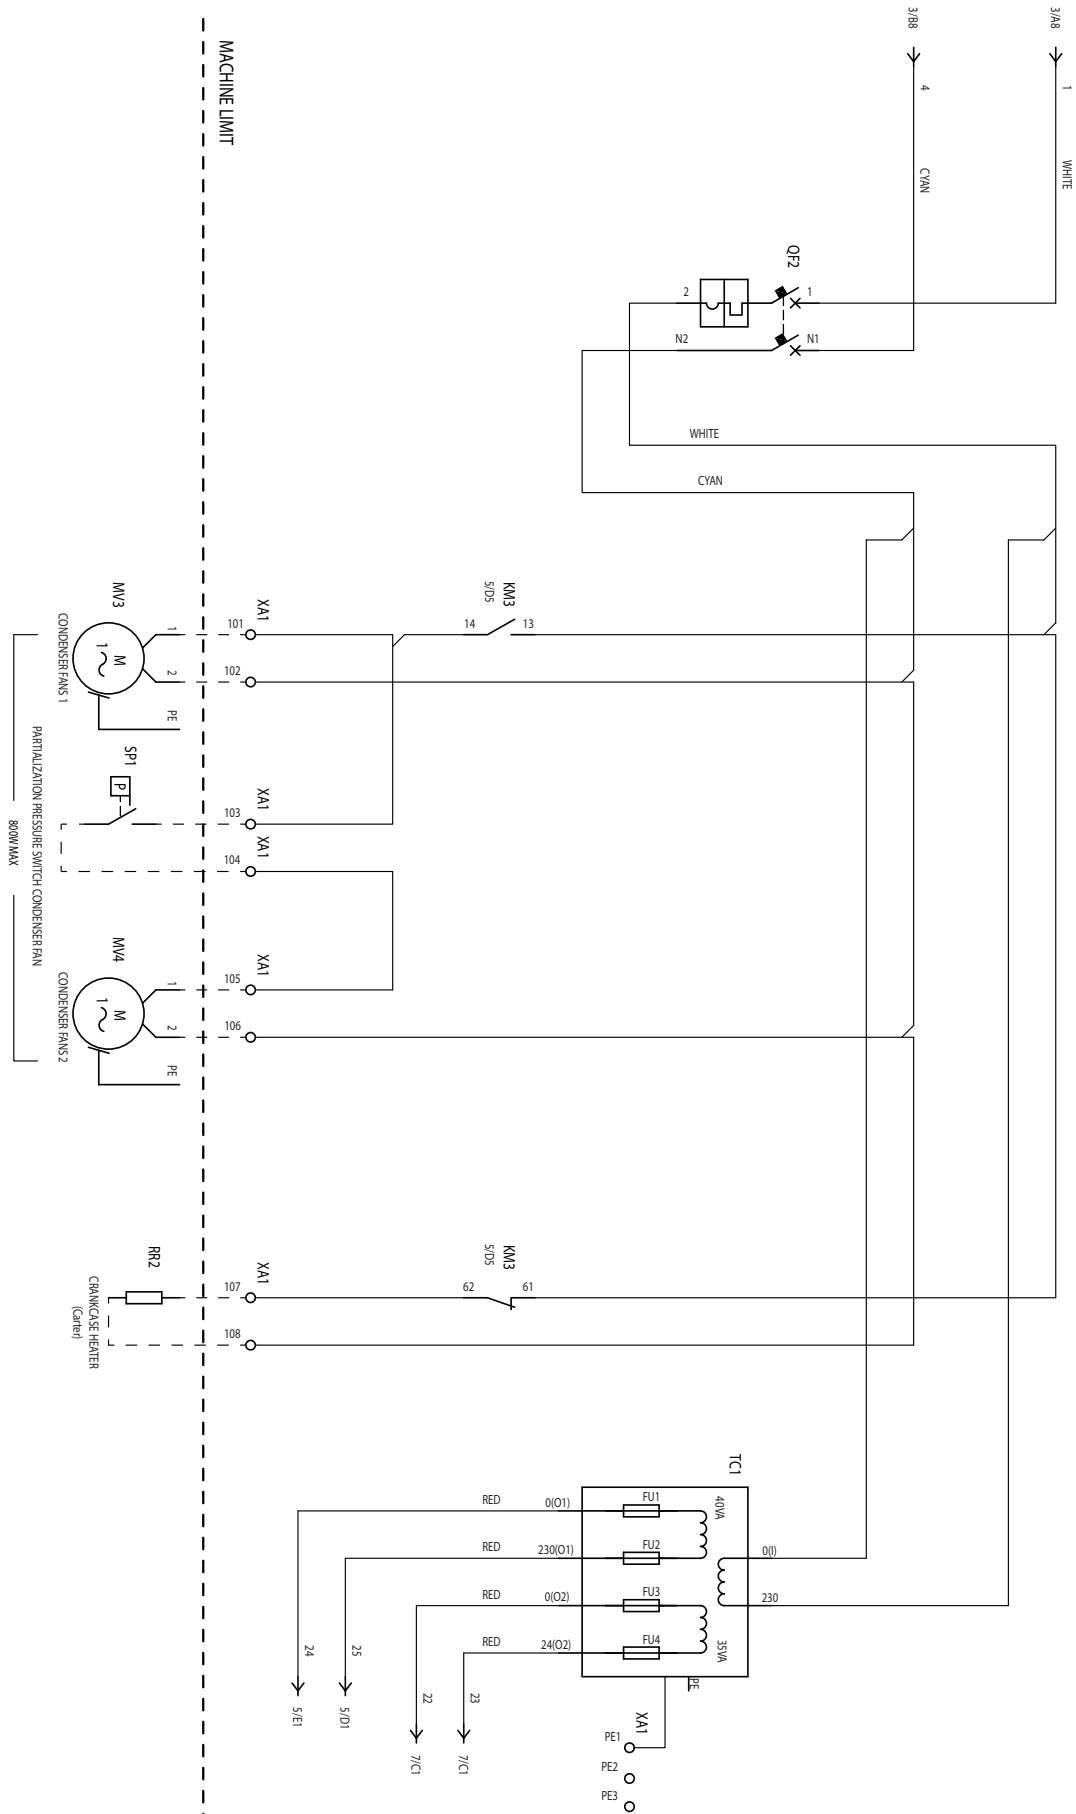 3/B8
3/A8
4
1
MACHINE LIMIT
CYAN
WHITE
QF2
2
1
N2
N1
WHITE
CYAN
MV3
CONDENSER FANS 1
M
1
1
2
PE
XA1
101
102
KM3
5/D5
14
13
SP1
P
PARTIALIZATION PRESSURE SWITCH CONDENSER FAN
800W MAX
XA1
103
XA1
104
MV4
CONDENSER FANS 2
M
1
1
2
PE
XA1
105
106
RR2
CRANKCASE HEATER
(Carter)
XA1
107
108
KM3
5/D5
62
61
TC1
40VA
35VA
RED
0(O1)
FU1
RED
230(O1)
FU2
0(I)
RED
0(O2)
FU3
230
RED
24(O2)
FU4
PE
24
5/E1
25
5/D1
22
7/C1
23
7/C1
XA1
PE1
PE2
PE3